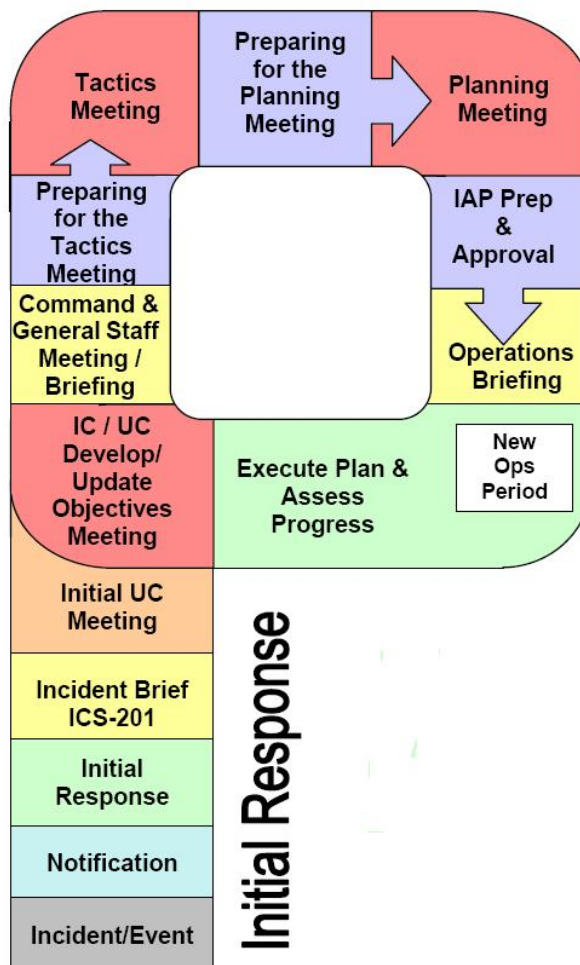 Tactics
Meeting
Preparing
for the
Planning
Meeting
Planning
Meeting
Preparing
for the
Tactics
Meeting
IAP Prep
&
Approval
Command &
General Staff
Meeting /
Briefing
Operations
Briefing
IC / UC
Develop/
Update
Objectives
Meeting
Execute Plan &
Assess
Progress
New
Ops
Period
Initial UC
Meeting
Incident Brief
ICS-201
Initial
Response
Notification
Incident/Event
Initial Response